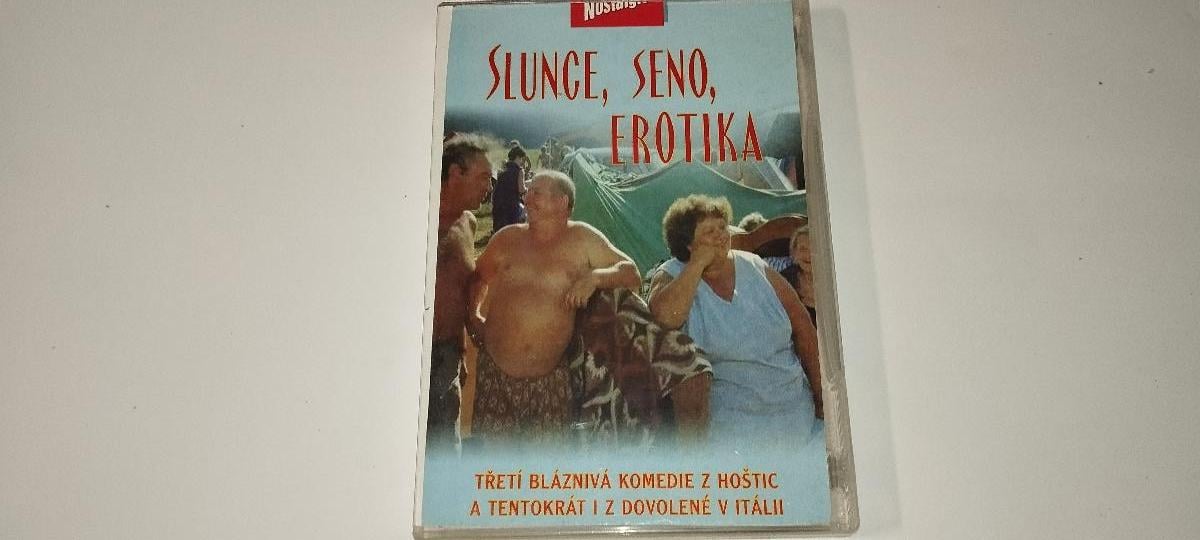 SLUNCE, SENO,
EROTIKA
TŘETÍ BLÁZNIVÁ KOMEDIE Z HOŠTIC
A TENTOKRÁT I Z DOVOLENÉ V ITÁLII